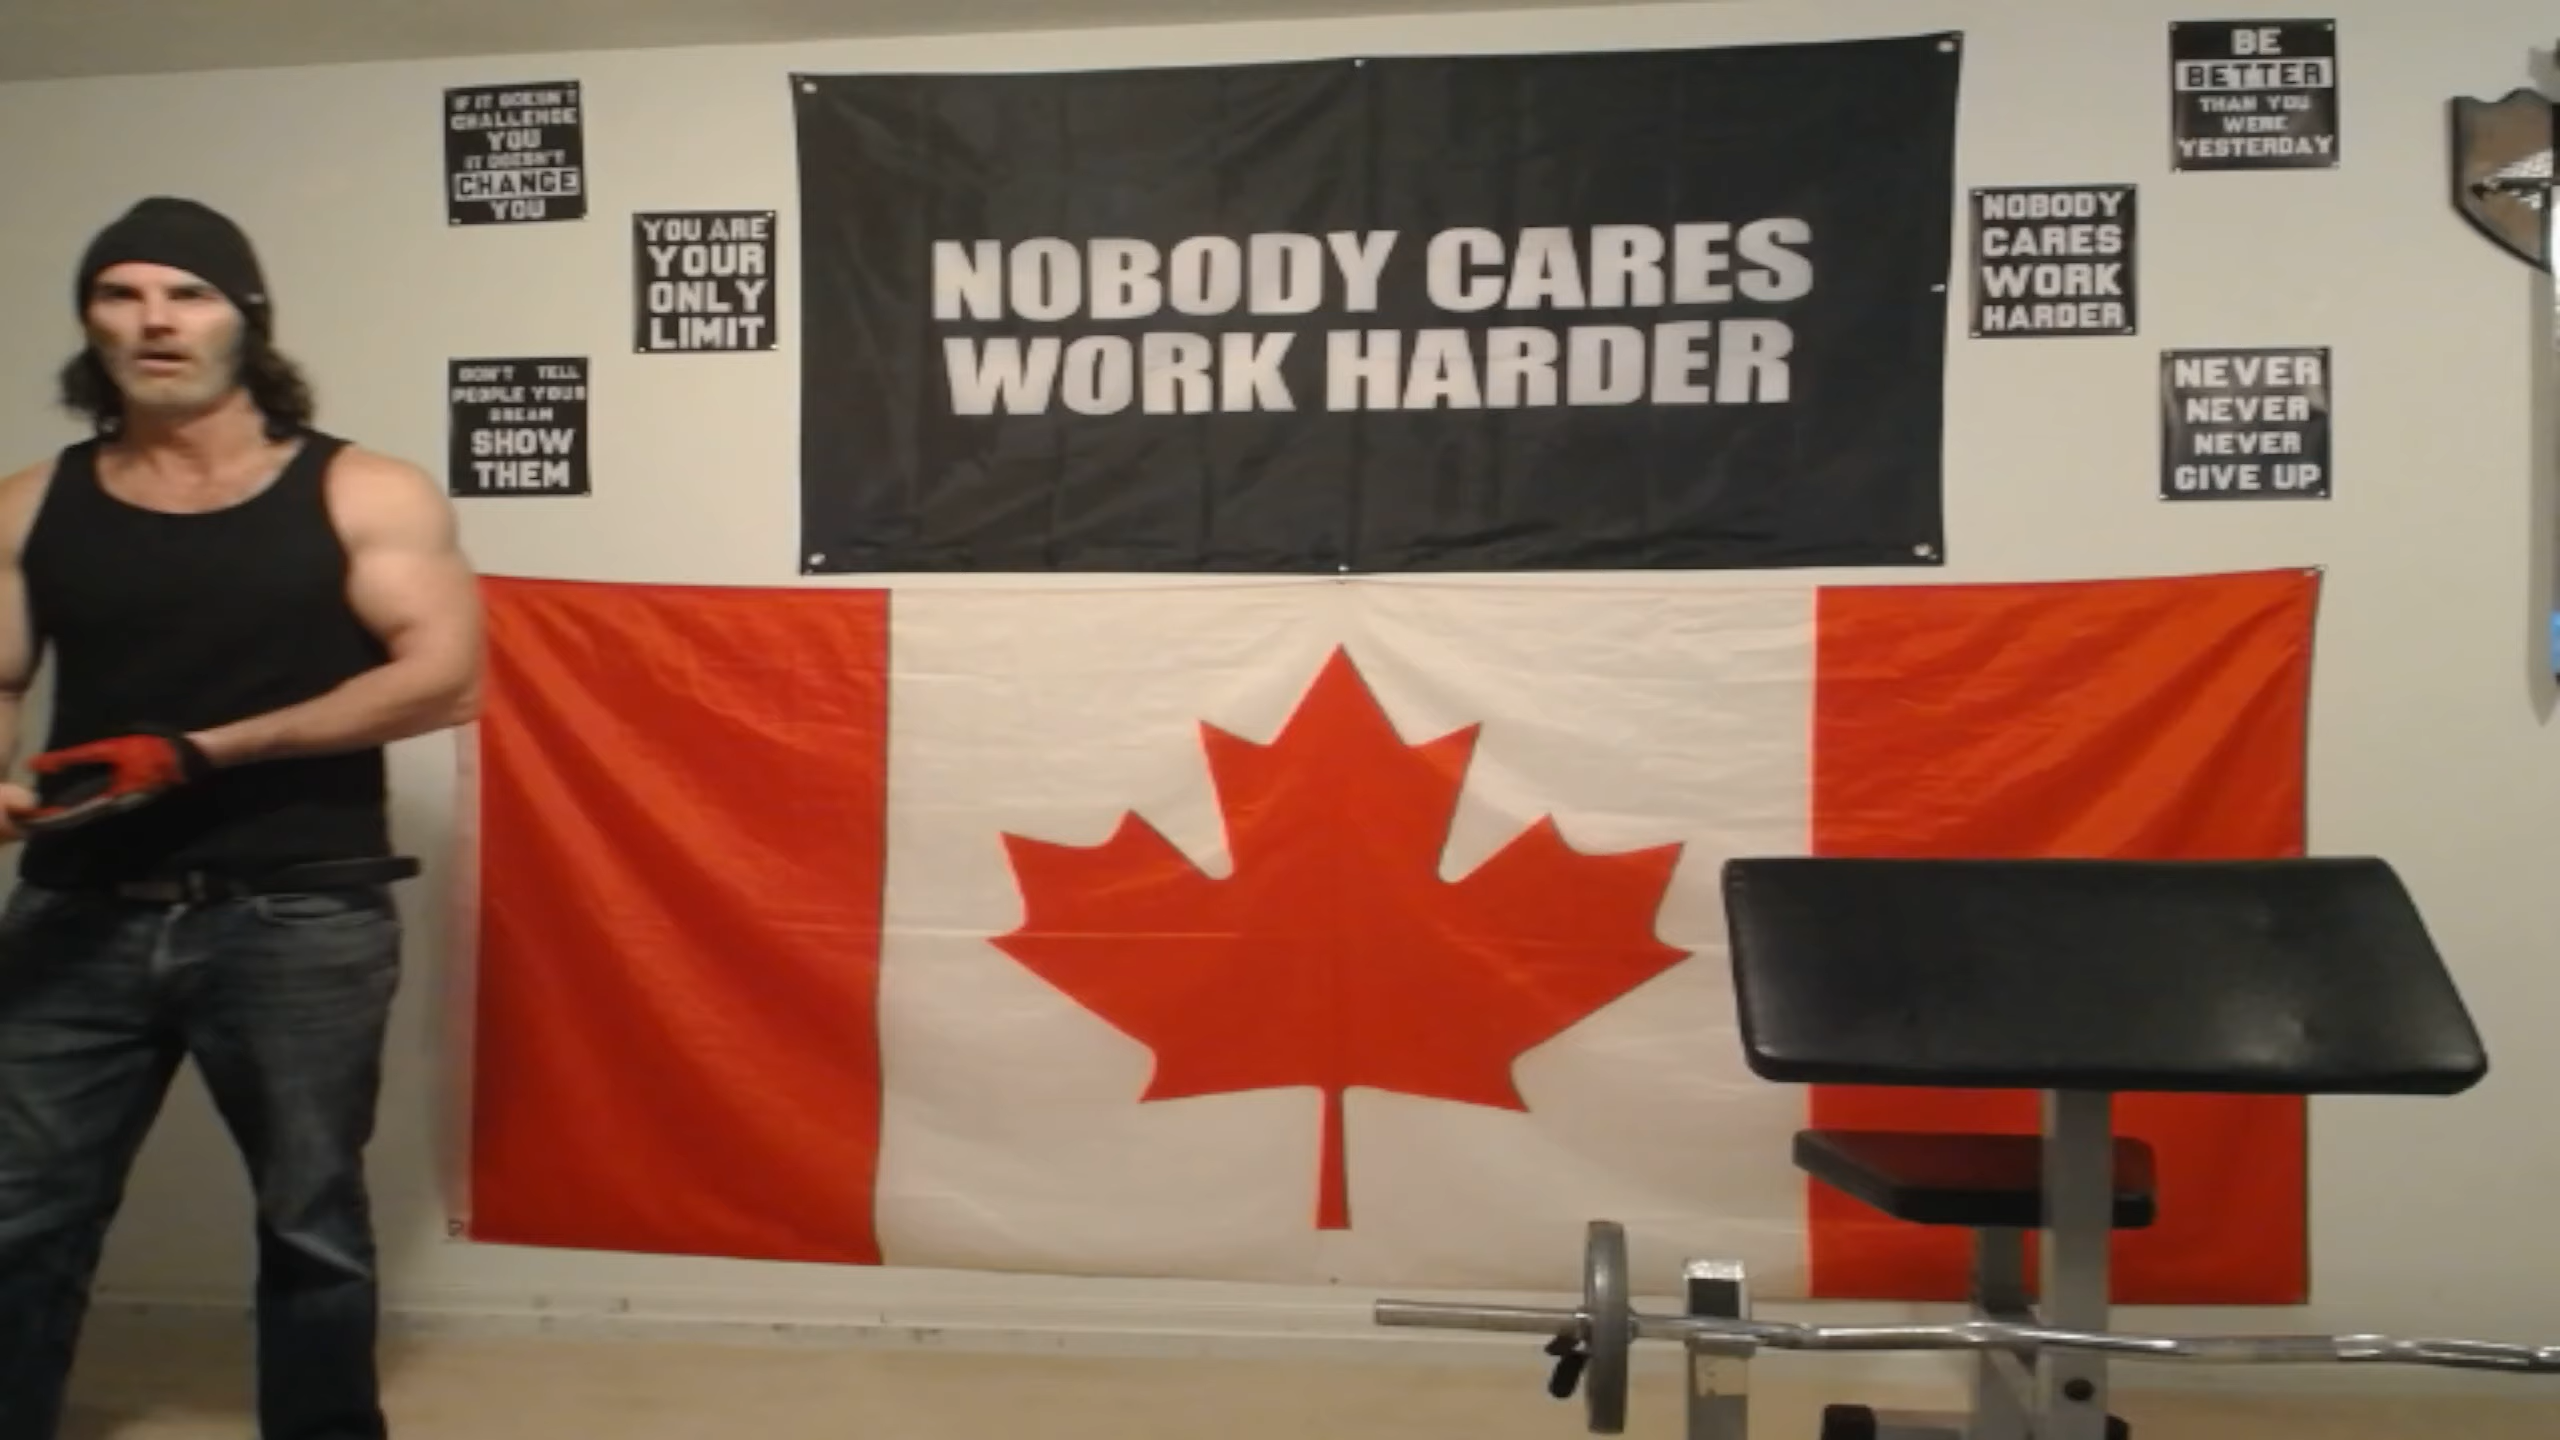 IF IT DOESN'T
CHALLENGE
YOU
IT DOESN'T
CHANGE
YOU
YOU ARE
YOUR
ONLY
LIMIT
DON'T TELL
PEOPLE YOUR
DREAM
SHOW
THEM
NOBODY CARES
WORK HARDER
BE
BETTER
THAN YOU
WERE
YESTERDAY
NOBODY
CARES
WORK
HARDER
NEVER
NEVER
NEVER
GIVE UP